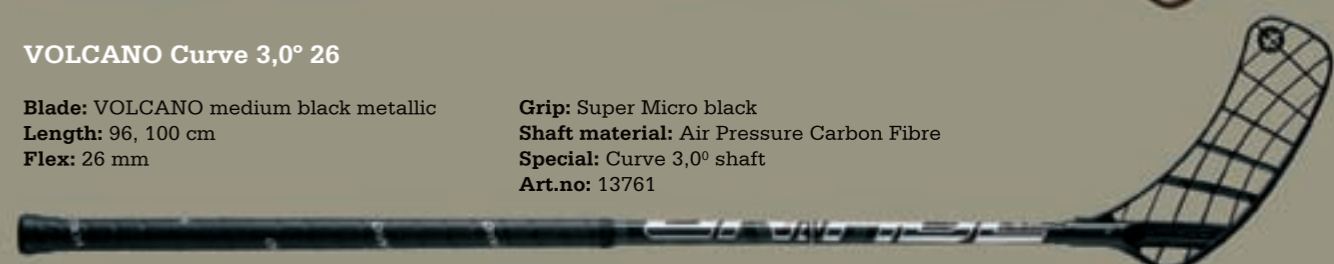 VOLCANO Curve 3,0° 26
Blade: VOLCANO medium black metallic
Length: 96, 100 cm
Flex: 26 mm
Grip: Super Micro black
Shaft material: Air Pressure Carbon Fibre
Special: Curve 3,0⁰ shaft
Art.no: 13761